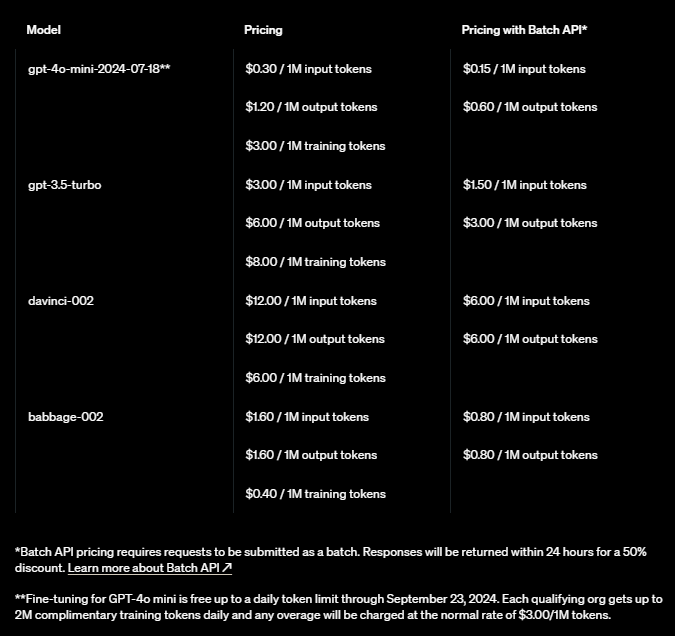 Model Pricing Pricing with Batch API*
gpt-4o-mini-2024-07-18** $0.30 / 1M input tokens $0.15 / 1M input tokens
$1.20 / 1M output tokens $0.60 / 1M output tokens
$3.00 / 1M training tokens
gpt-3.5-turbo $3.00 / 1M input tokens $1.50 / 1M input tokens
$6.00 / 1M output tokens $3.00 / 1M output tokens
$8.00 / 1M training tokens
davinci-002 $12.00 / 1M input tokens $6.00 / 1M input tokens
$12.00 / 1M output tokens $6.00 / 1M output tokens
$6.00 / 1M training tokens
babbage-002 $1.60 / 1M input tokens $0.80 / 1M input tokens
$1.60 / 1M output tokens $0.80 / 1M output tokens
$0.40 / 1M training tokens
*Batch API pricing requires requests to be submitted as a batch. Responses will be returned within 24 hours for a 50%
discount. Learn more about Batch API ↗
**Fine-tuning for GPT-4o mini is free up to a daily token limit through September 23, 2024. Each qualifying org gets up to
2M complimentary training tokens daily and any overage will be charged at the normal rate of $3.00/1M tokens.